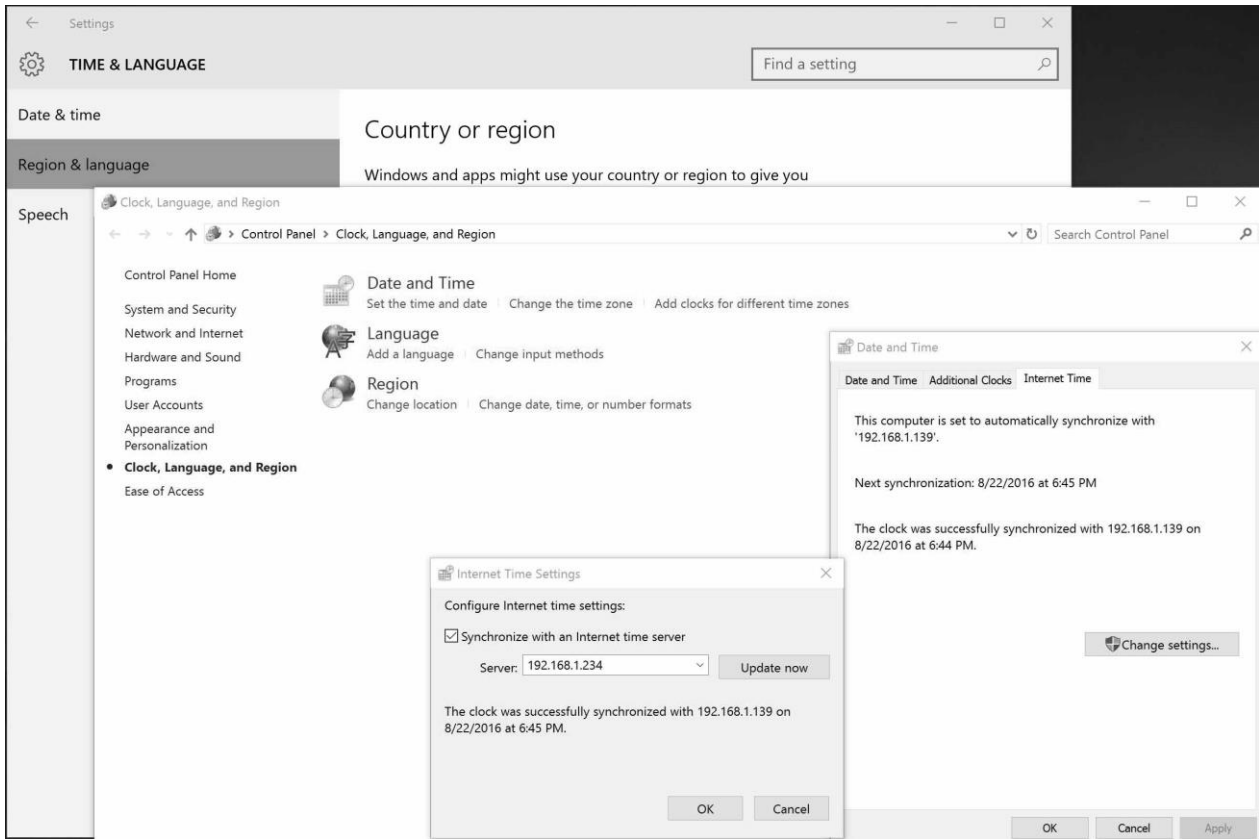 Settings
TIME & LANGUAGE
Find a setting
Date & time
Region & language
Speech
Country or region
Windows and apps might use your country or region to give you
Clock, Language, and Region
Control Panel > Clock, Language, and Region
Search Control Panel
Control Panel Home
System and Security
Network and Internet
Hardware and Sound
Programs
User Accounts
Appearance and
Personalization
Clock, Language, and Region
Ease of Access
Date and Time
Set the time and date Change the time zone Add clocks for different time zones
Language
Add a language Change input methods
Region
Change location Change date, time, or number formats
Date and Time
Date and Time Additional Clocks Internet Time
This computer is set to automatically synchronize with
'192.168.1.139'.
Next synchronization: 8/22/2016 at 6:45 PM
The clock was successfully synchronized with 192.168.1.139 on
8/22/2016 at 6:44 PM.
Change settings...
OK Cancel Apply
Internet Time Settings
Configure Internet time settings:
Synchronize with an Internet time server
Server: 192.168.1.234 Update now
The clock was successfully synchronized with 192.168.1.139 on
8/22/2016 at 6:45 PM.
OK Cancel